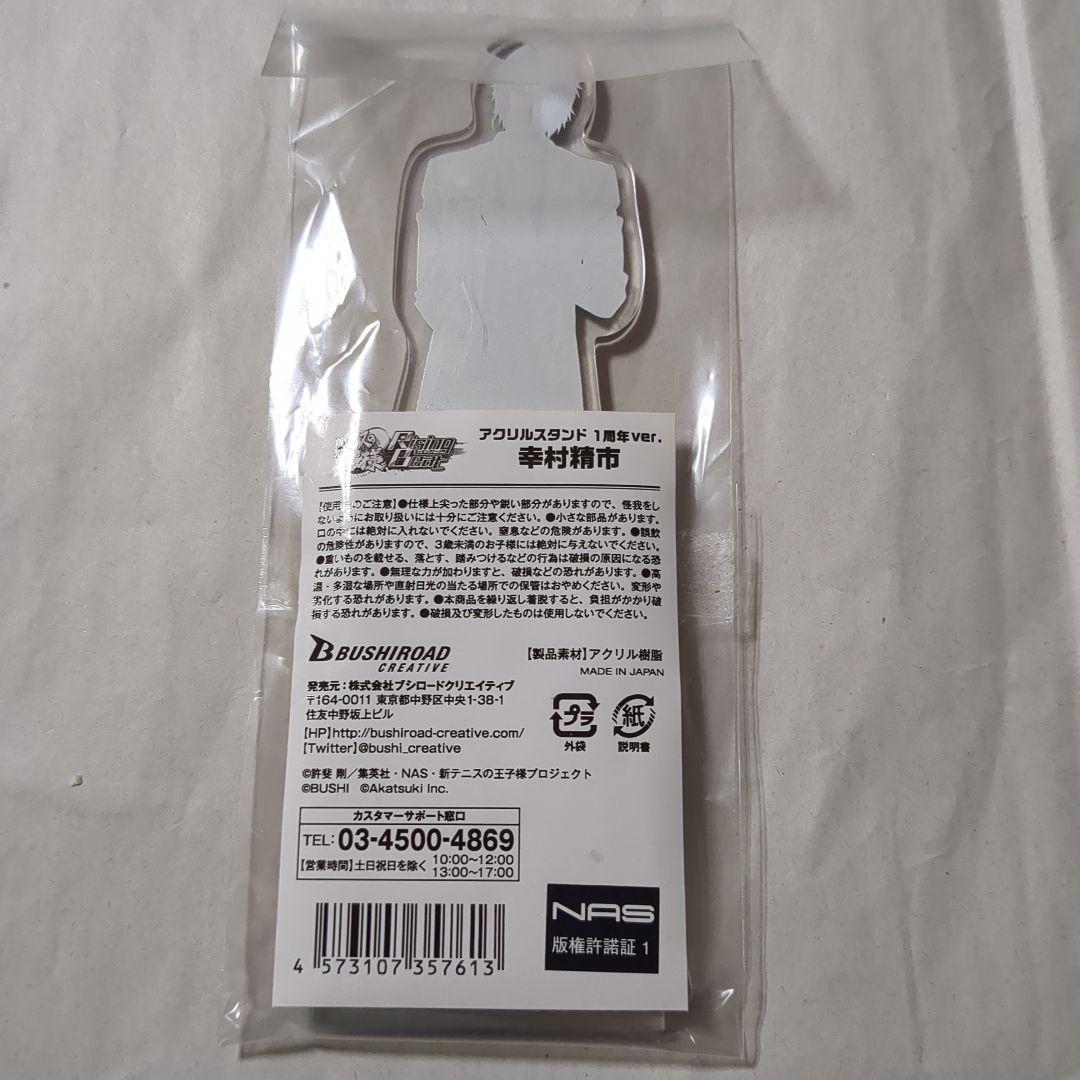 Rising Beat
アクリルスタンド 1周年ver.
幸村精市
【使用上のご注意】●仕様上尖った部分や鋭い部分がありますので、怪我をし
ないようにお取り扱いには十分にご注意ください。●小さな部品があります。
口の中には絶対に入れないでください。窒息などの危険があります。●誤飲
の危険性がありますので、3歳未満のお子様には絶対に与えないでください。
●重いものを載せる、落とす、踏みつけるなどの行為は破損の原因になる恐
れがあります。●無理な力が加わりますと、破損などの恐れがあります。●高
温・多湿な場所や直射日光の当たる場所での保管はおやめください。変形や
劣化する恐れがあります。●本商品を繰り返し着脱すると、負担がかかり破
損する恐れがあります。●破損及び変形したものは使用しないでください。
BUSHIROAD
CREATIVE
【製品素材】アクリル樹脂
MADE IN JAPAN
発売元：株式会社ブシロードクリエイティブ
〒164-0011 東京都中野区中央1-38-1
住友中野坂上ビル
【HP】http://bushiroad-creative.com/
【Twitter】@bushi_creative
プラ
外袋
紙
説明書
©許斐 剛／集英社・NAS・新テニスの王子様プロジェクト
©BUSHI ©Akatsuki Inc.
カスタマーサポート窓口
TEL: 03-4500-4869
【営業時間】土日祝日を除く 10:00〜12:00
13:00〜17:00
4 573107 357613
NAS
版権許諾証 1